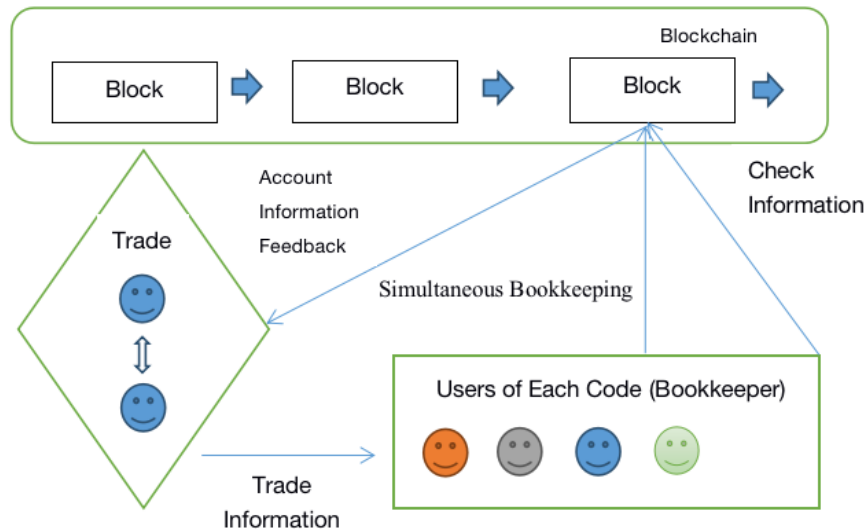 Blockchain
Block
Block
Block
Account
Information
Feedback
Check
Information
Trade
Simultaneous Bookkeeping
Users of Each Code (Bookkeeper)
Trade
Information